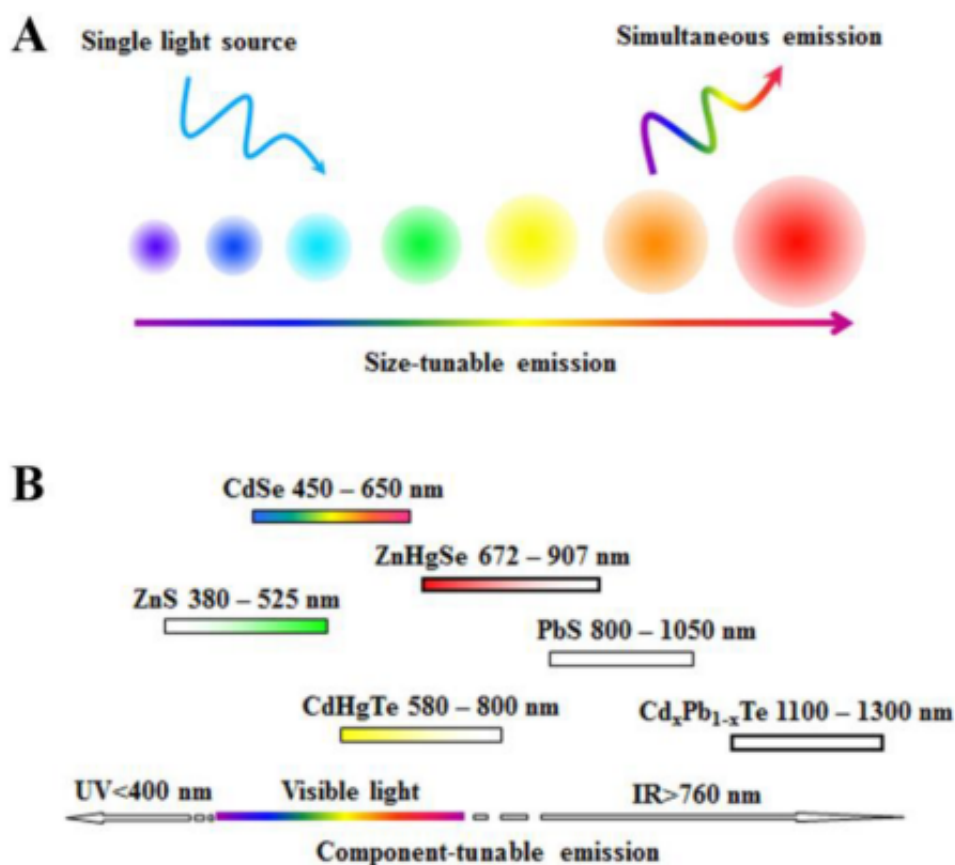 A
Single light source
Simultaneous emission
Size-tunable emission
B
CdSe 450 – 650 nm
ZnHgSe 672 – 907 nm
ZnS 380 – 525 nm
PbS 800 – 1050 nm
CdHgTe 580 – 800 nm
CdₓPb₁₋ₓTe 1100 – 1300 nm
UV<400 nm
Visible light
IR>760 nm
Component-tunable emission